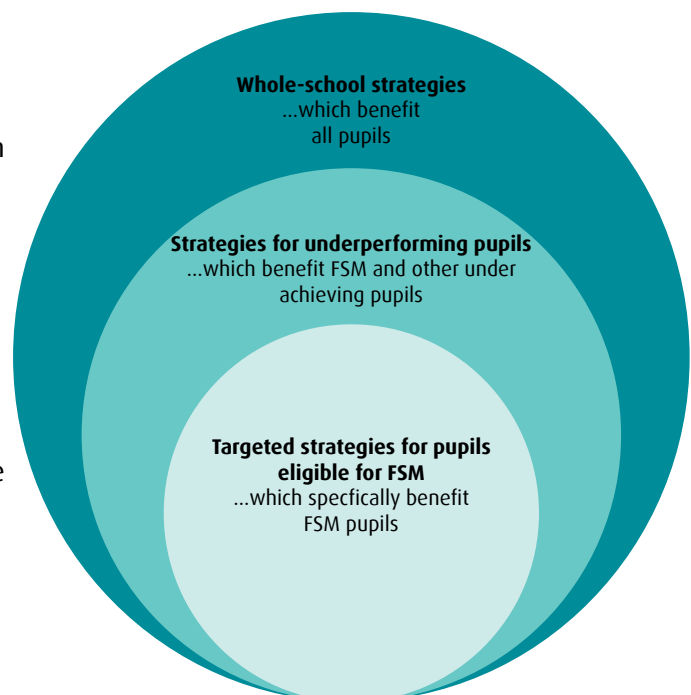 Whole-school strategies
...which benefit
all pupils
n
Strategies for underperforming pupils
...which benefit FSM and other under
achieving pupils
Targeted strategies for pupils
eligible for FSM
...which specfically benefit
FSM pupils
e